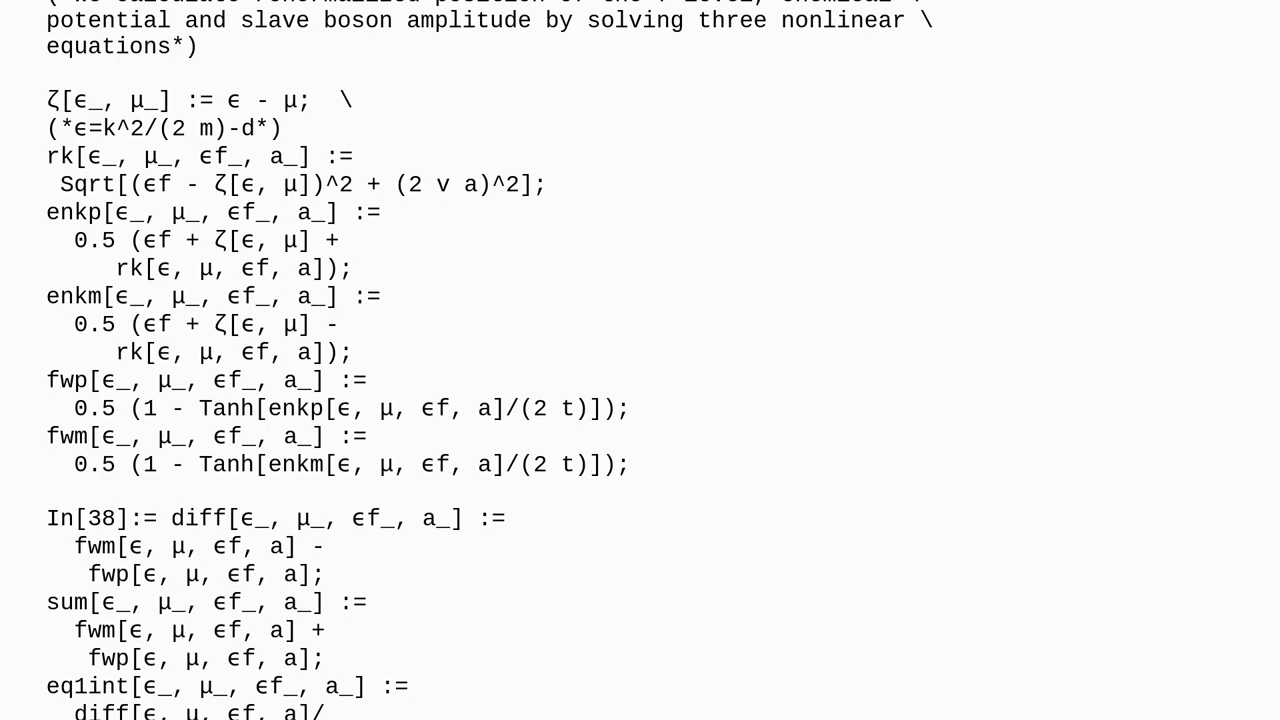 potential and slave boson amplitude by solving three nonlinear \
equations*)
ζ[ϵ_, μ_] := ϵ - μ;  \
(*ϵ=k^2/(2 m)-d*)
rk[ϵ_, μ_, ϵf_, a_] :=
 Sqrt[(ϵf - ζ[ϵ, μ])^2 + (2 v a)^2];
enkp[ϵ_, μ_, ϵf_, a_] :=
  0.5 (ϵf + ζ[ϵ, μ] +
     rk[ϵ, μ, ϵf, a]);
enkm[ϵ_, μ_, ϵf_, a_] :=
  0.5 (ϵf + ζ[ϵ, μ] -
     rk[ϵ, μ, ϵf, a]);
fwp[ϵ_, μ_, ϵf_, a_] :=
  0.5 (1 - Tanh[enkp[ϵ, μ, ϵf, a]/(2 t)]);
fwm[ϵ_, μ_, ϵf_, a_] :=
  0.5 (1 - Tanh[enkm[ϵ, μ, ϵf, a]/(2 t)]);
In[38]:= diff[ϵ_, μ_, ϵf_, a_] :=
  fwm[ϵ, μ, ϵf, a] -
   fwp[ϵ, μ, ϵf, a];
sum[ϵ_, μ_, ϵf_, a_] :=
  fwm[ϵ, μ, ϵf, a] +
   fwp[ϵ, μ, ϵf, a];
eq1int[ϵ_, μ_, ϵf_, a_] :=
  diff[ϵ, μ, ϵf, a]/